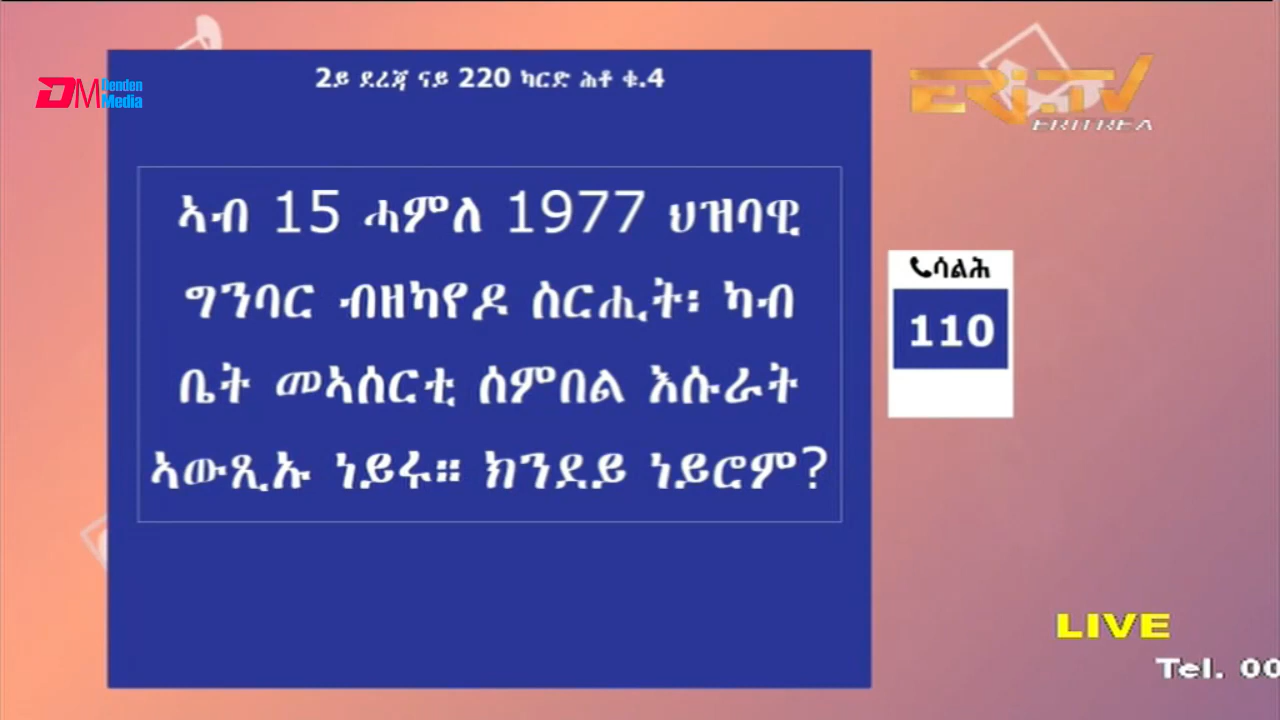 2ይ ደረጃ ናይ 220 ካርድ ሕቶ ቁ.4
DM Denden Media
ERi.TV
ERITREA
ኣብ 15 ሓምለ 1977 ህዝባዊ
ግንባር ብዘካየዶ ስርሒት፡ ካብ
ቤት መኣሰርቲ ሰምበል እሱራት
ኣውጺኡ ነይሩ። ክንደይ ነይሮም?
ሳልሕ
110
LIVE
Tel. 00